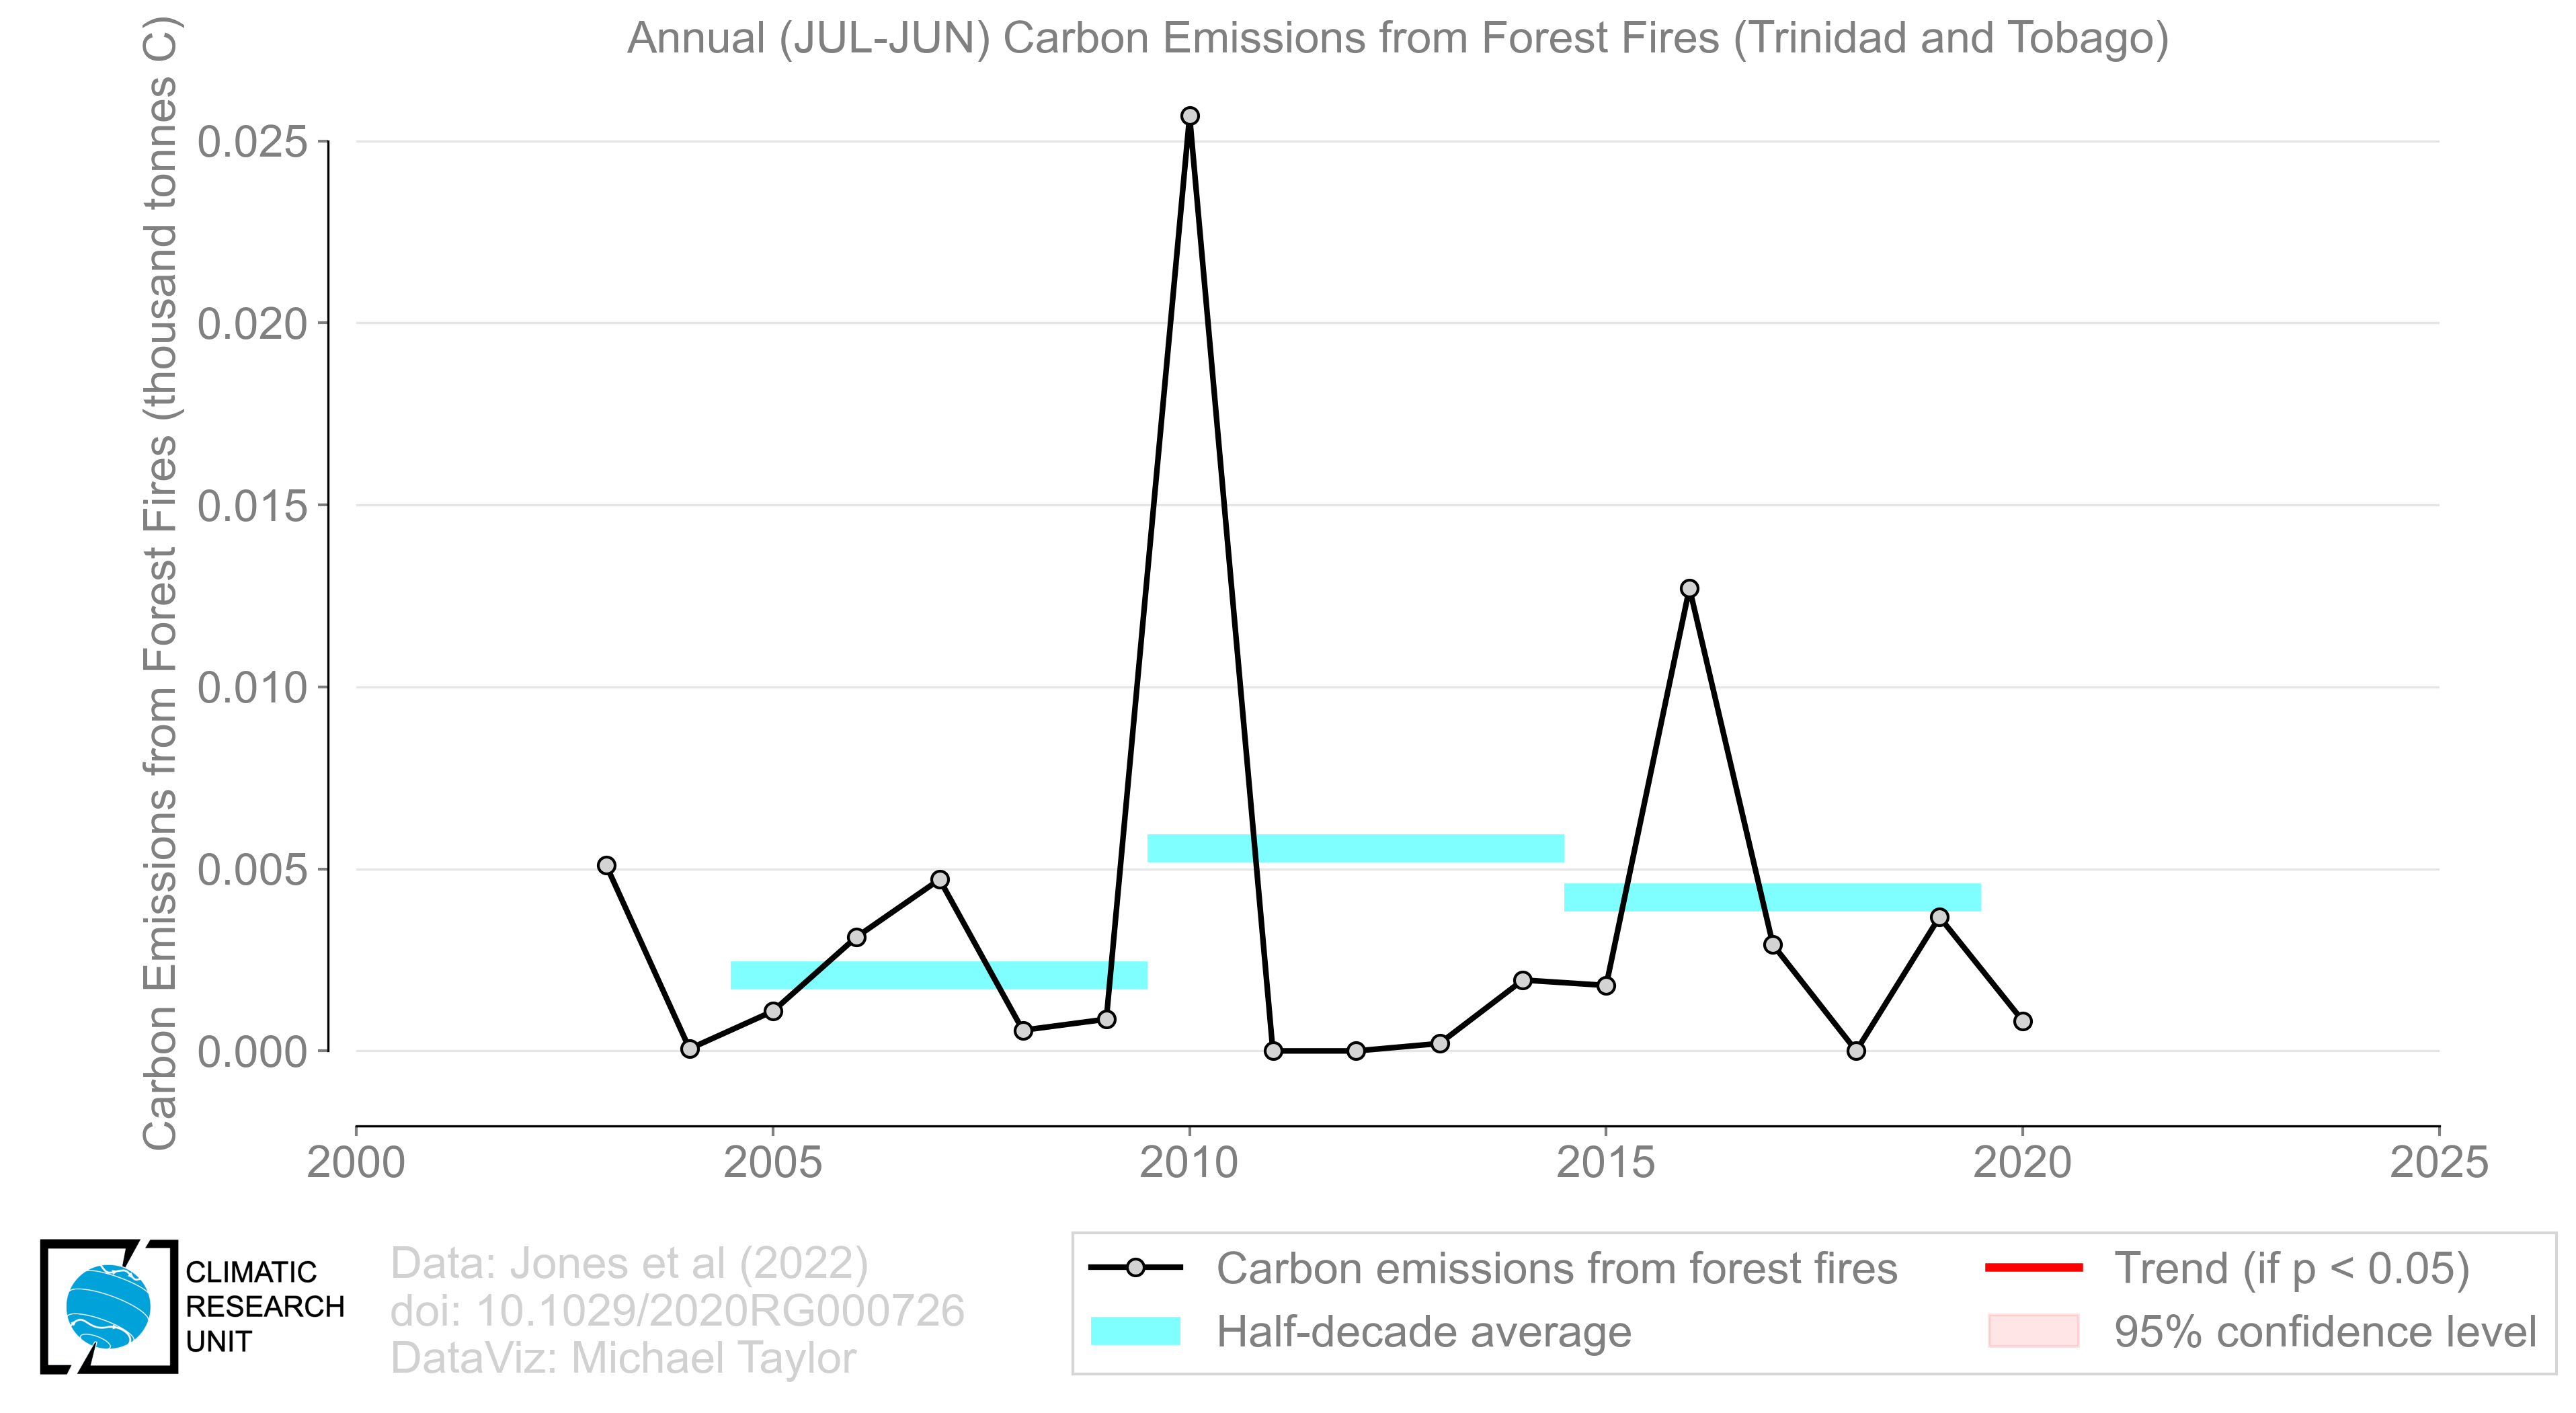 Annual (JUL-JUN) Carbon Emissions from Forest Fires (Trinidad and Tobago)
Carbon Emissions from Forest Fires (thousand tonnes C)
0.025
0.020
0.015
0.010
0.005
0.000
2000
2005
2010
2015
2020
2025
CLIMATIC
RESEARCH
UNIT
Data: Jones et al (2022)
doi: 10.1029/2020RG000726
DataViz: Michael Taylor
Carbon emissions from forest fires
Half-decade average
Trend (if p < 0.05)
95% confidence level